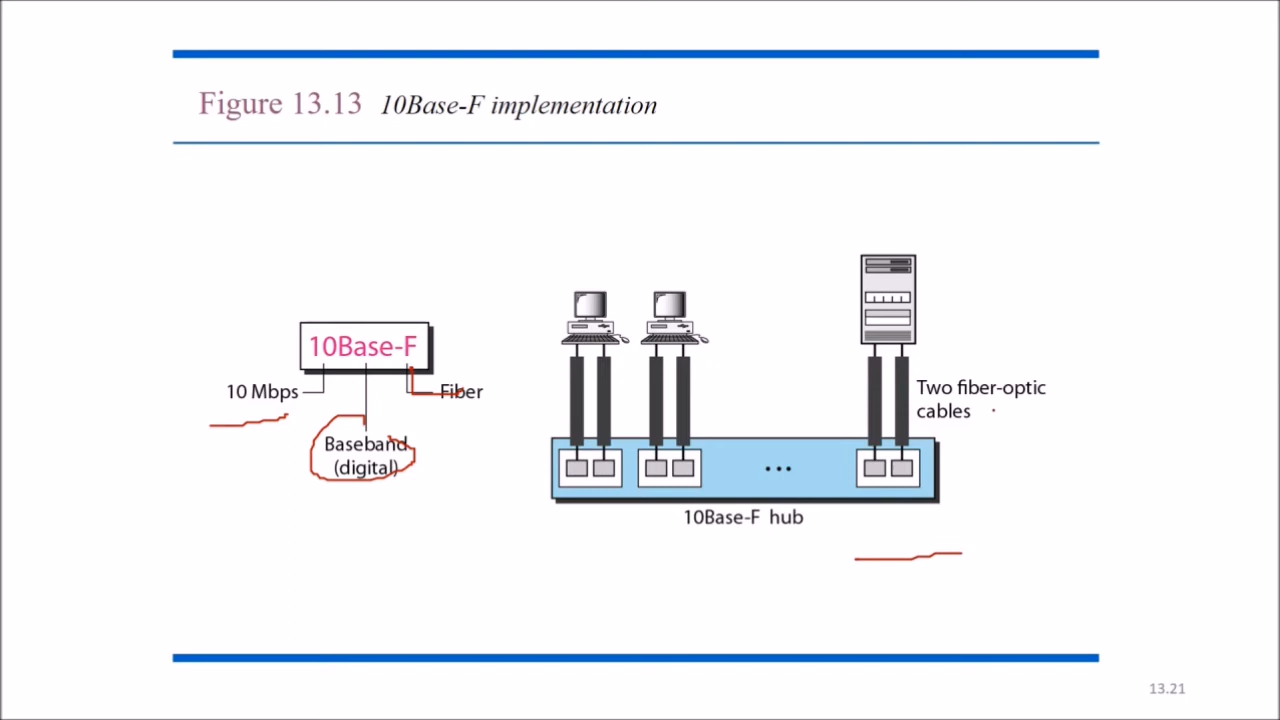 Figure 13.13 10Base-F implementation
10Base-F
10 Mbps
Fiber
Baseband
(digital)
Two fiber-optic
cables
...
10Base-F hub
13.21